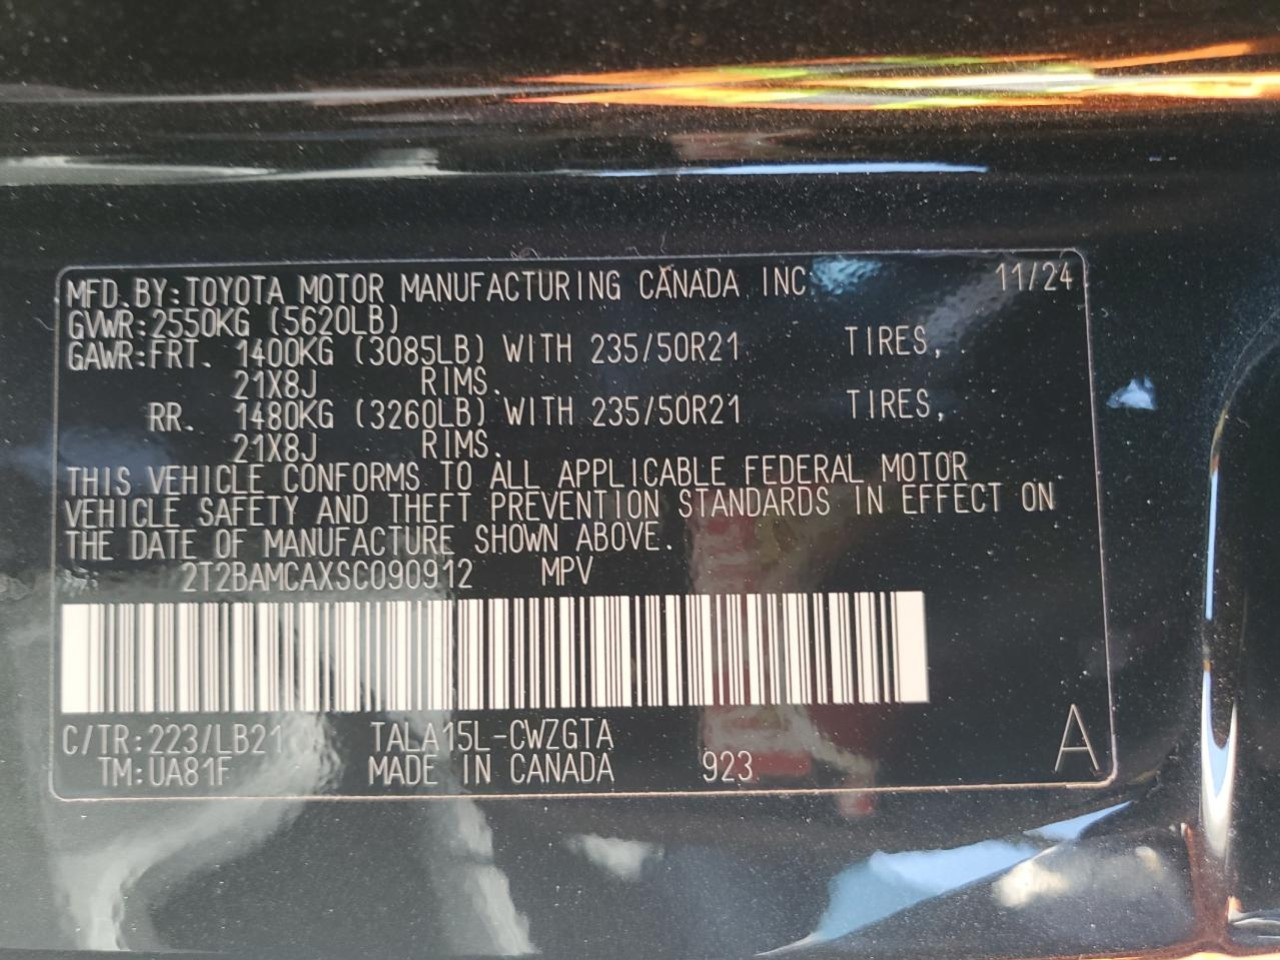 MFD.BY:TOYOTA MOTOR MANUFACTURING CANADA INC 11/24
GVWR:2550KG (5620LB)
GAWR:FRT. 1400KG (3085LB) WITH 235/50R21 TIRES,
21X8J RIMS.
RR. 1480KG (3260LB) WITH 235/50R21 TIRES,
21X8J RIMS.
THIS VEHICLE CONFORMS TO ALL APPLICABLE FEDERAL MOTOR
VEHICLE SAFETY AND THEFT PREVENTION STANDARDS IN EFFECT ON
THE DATE OF MANUFACTURE SHOWN ABOVE.
2T2BAMCAXSC090912 MPV
C/TR:223/LB21 TALA15L-CWZGTA
TM:UA81F MADE IN CANADA 923 A